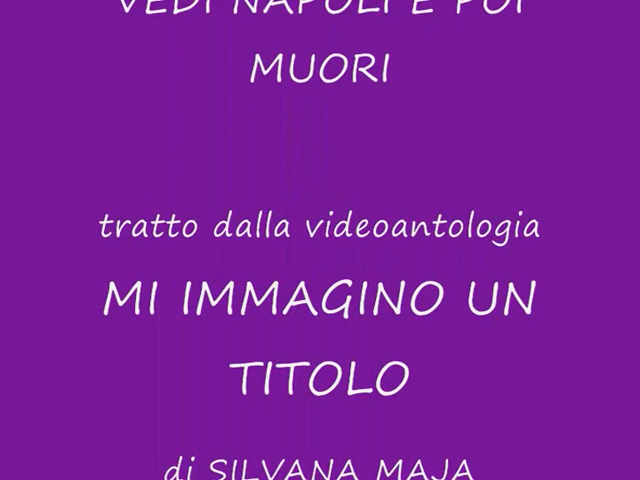 VEDI NAPOLI E POI
MUORI
tratto dalla videoantologia
MI IMMAGINO UN
TITOLO
di SILVANA MAJA